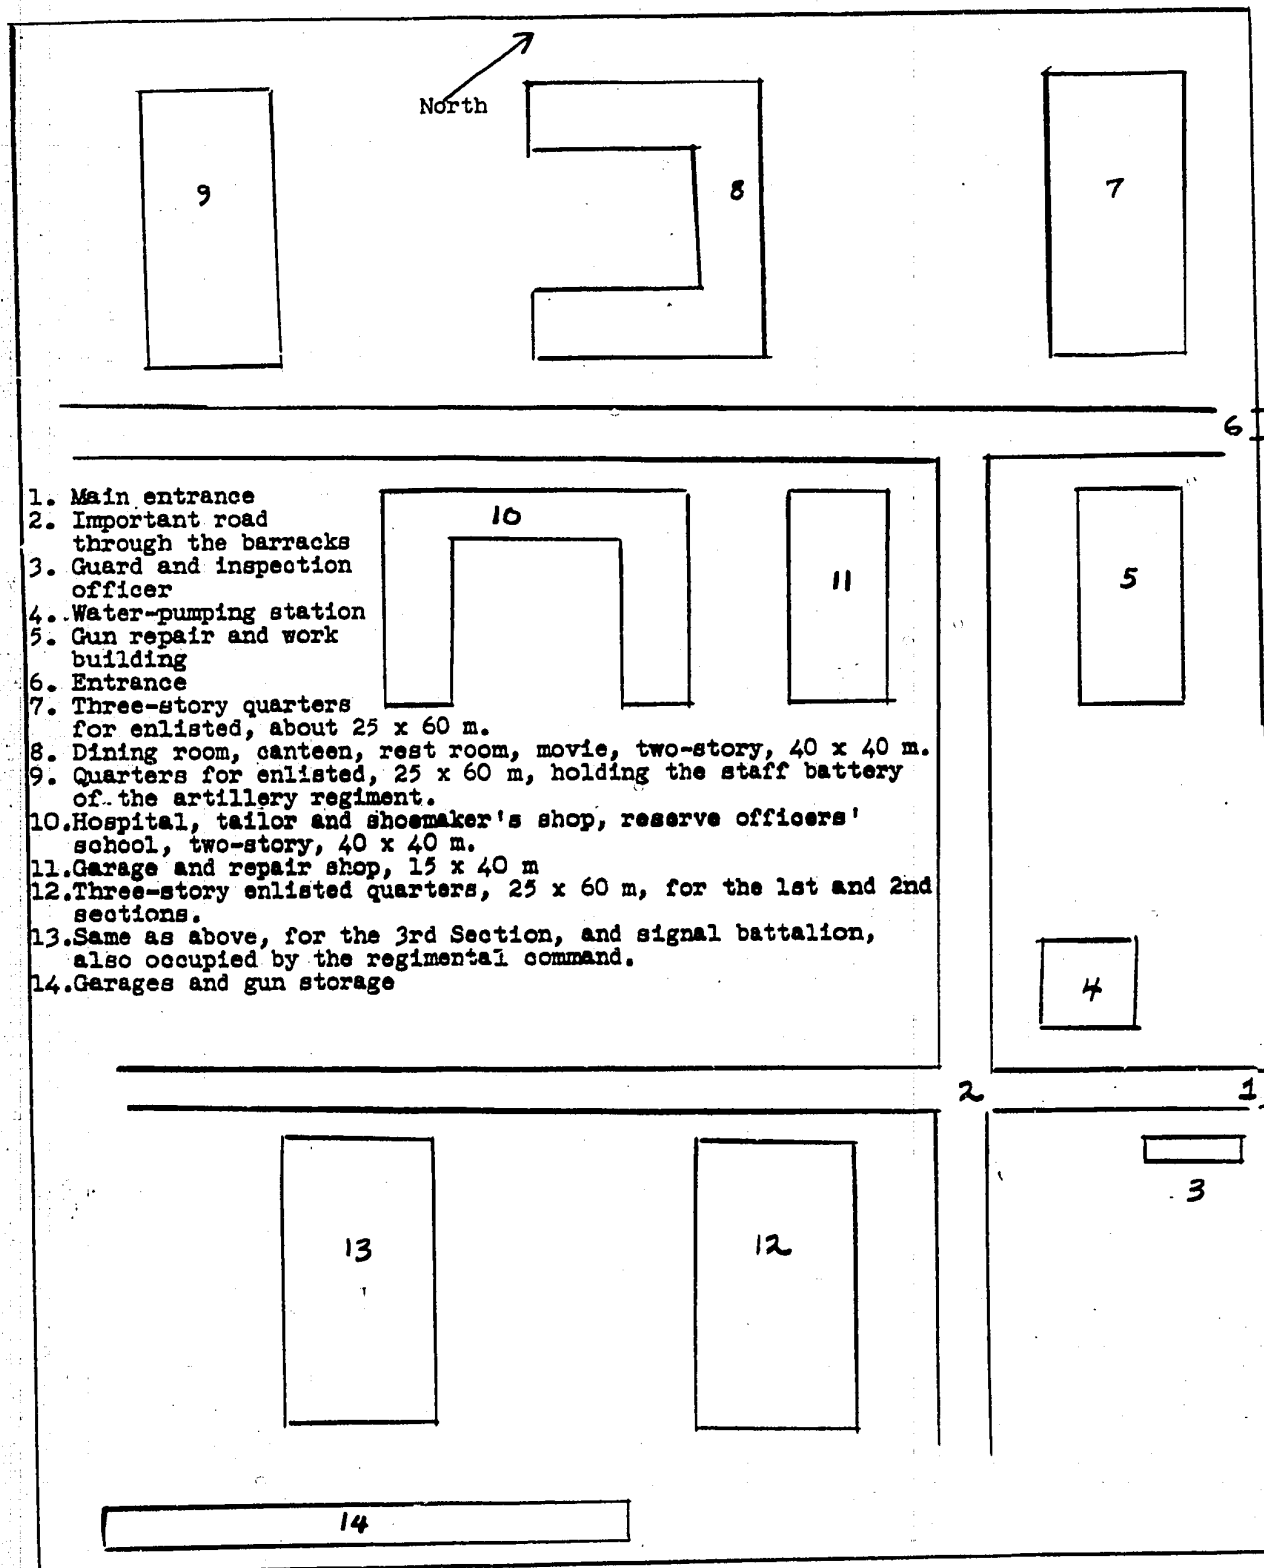 North
9
8
7
6
1. Main entrance
2. Important road
through the barracks
3. Guard and inspection
officer
4. Water-pumping station
5. Gun repair and work
building
6. Entrance
7. Three-story quarters
for enlisted, about 25 x 60 m.
8. Dining room, canteen, rest room, movie, two-story, 40 x 40 m.
9. Quarters for enlisted, 25 x 60 m, holding the staff battery
of the artillery regiment.
10.Hospital, tailor and shoemaker's shop, reserve officers'
school, two-story, 40 x 40 m.
11.Garage and repair shop, 15 x 40 m
12.Three-story enlisted quarters, 25 x 60 m, for the 1st and 2nd
sections.
13.Same as above, for the 3rd Section, and signal battalion,
also occupied by the regimental command.
14.Garages and gun storage
10
11
5
4
2
1
3
13
12
14